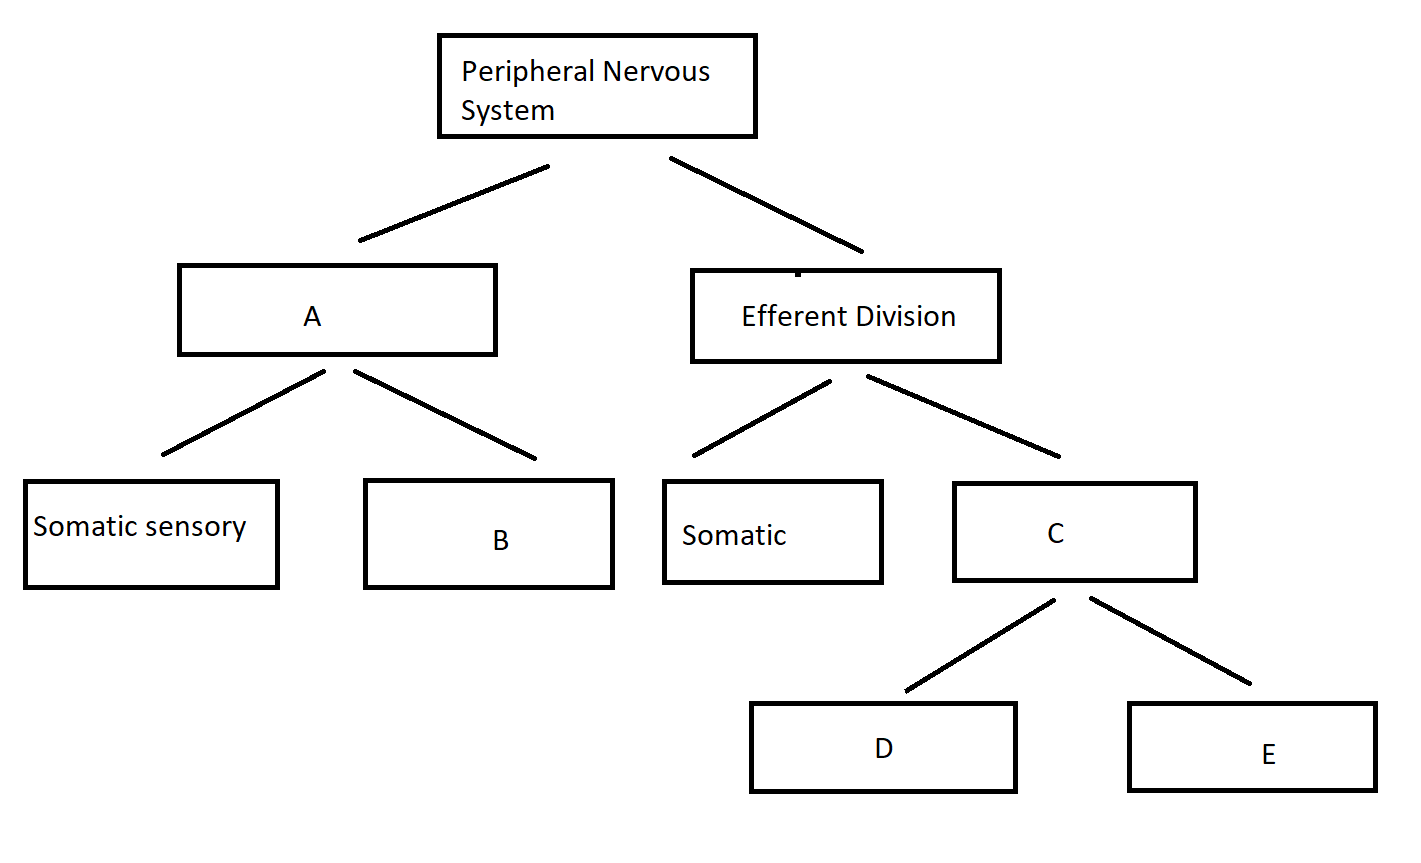 Peripheral Nervous
System
A
Efferent Division
Somatic sensory
B
Somatic
C
D
E